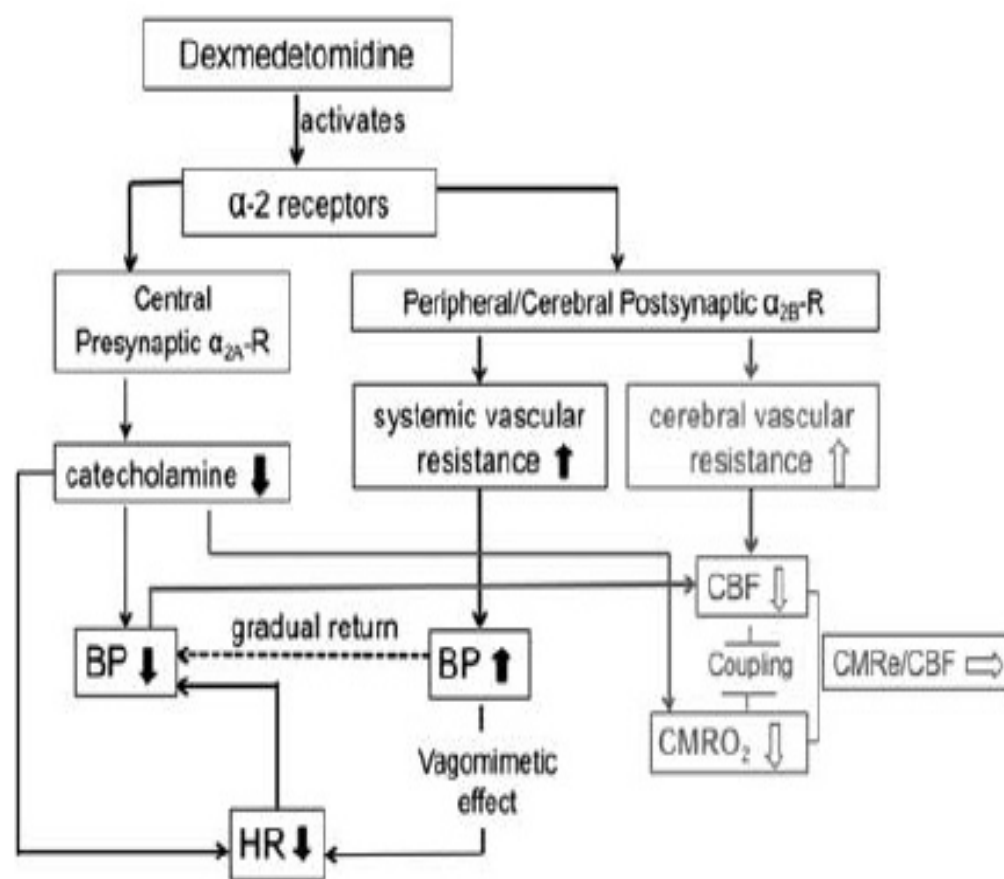 Dexmedetomidine
activates
α-2 receptors
Central
Presynaptic α2A-R
Peripheral/Cerebral Postsynaptic α2B-R
systemic vascular
resistance ⬆
cerebral vascular
resistance ⇧
catecholamine ⬇
CBF ⇩
gradual return
BP ⬇
BP ⬆
Coupling
CMRe/CBF ⇨
CMRO2 ⇩
Vagomimetic
effect
HR ⬇